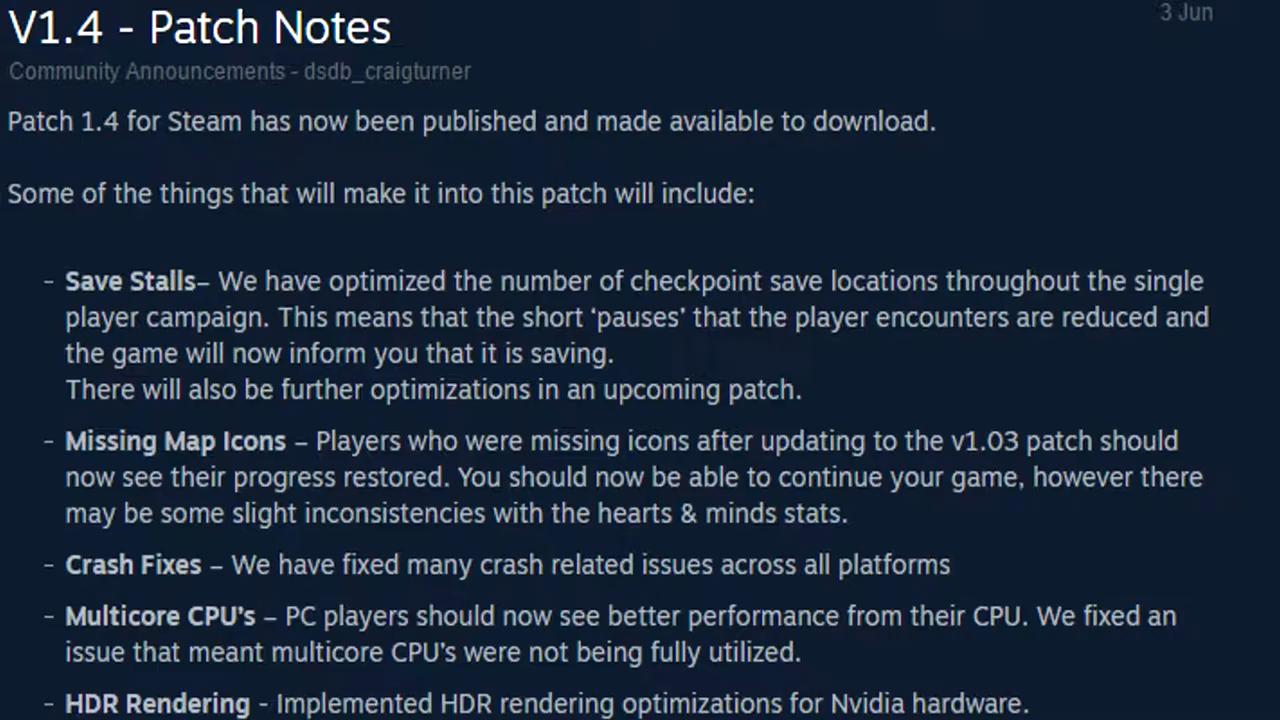 V1.4 - Patch Notes
3 Jun
Community Announcements - dsdb_craigturner
Patch 1.4 for Steam has now been published and made available to download.
Some of the things that will make it into this patch will include:
- Save Stalls– We have optimized the number of checkpoint save locations throughout the single
player campaign. This means that the short ‘pauses’ that the player encounters are reduced and
the game will now inform you that it is saving.
There will also be further optimizations in an upcoming patch.
- Missing Map Icons – Players who were missing icons after updating to the v1.03 patch should
now see their progress restored. You should now be able to continue your game, however there
may be some slight inconsistencies with the hearts & minds stats.
- Crash Fixes – We have fixed many crash related issues across all platforms
- Multicore CPU’s – PC players should now see better performance from their CPU. We fixed an
issue that meant multicore CPU’s were not being fully utilized.
- HDR Rendering - Implemented HDR rendering optimizations for Nvidia hardware.